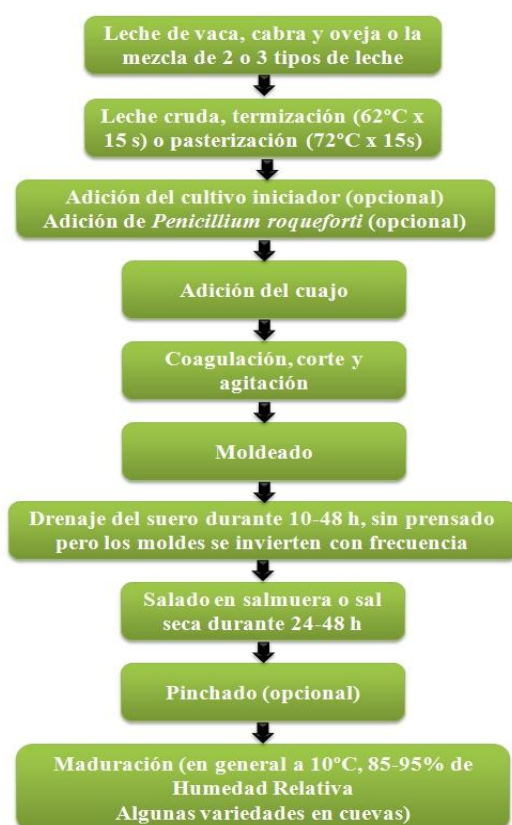 Leche de vaca, cabra y oveja o la
mezcla de 2 o 3 tipos de leche
Leche cruda, termización (62°C x
15 s) o pasterización (72°C x 15s)
Adición del cultivo iniciador (opcional)
Adición de Penicillium roqueforti (opcional)
Adición del cuajo
Coagulación, corte y
agitación
Moldeado
Drenaje del suero durante 10-48 h, sin prensado
pero los moldes se invierten con frecuencia
Salado en salmuera o sal
seca durante 24-48 h
Pinchado (opcional)
Maduración (en general a 10°C, 85-95% de
Humedad Relativa
Algunas variedades en cuevas)